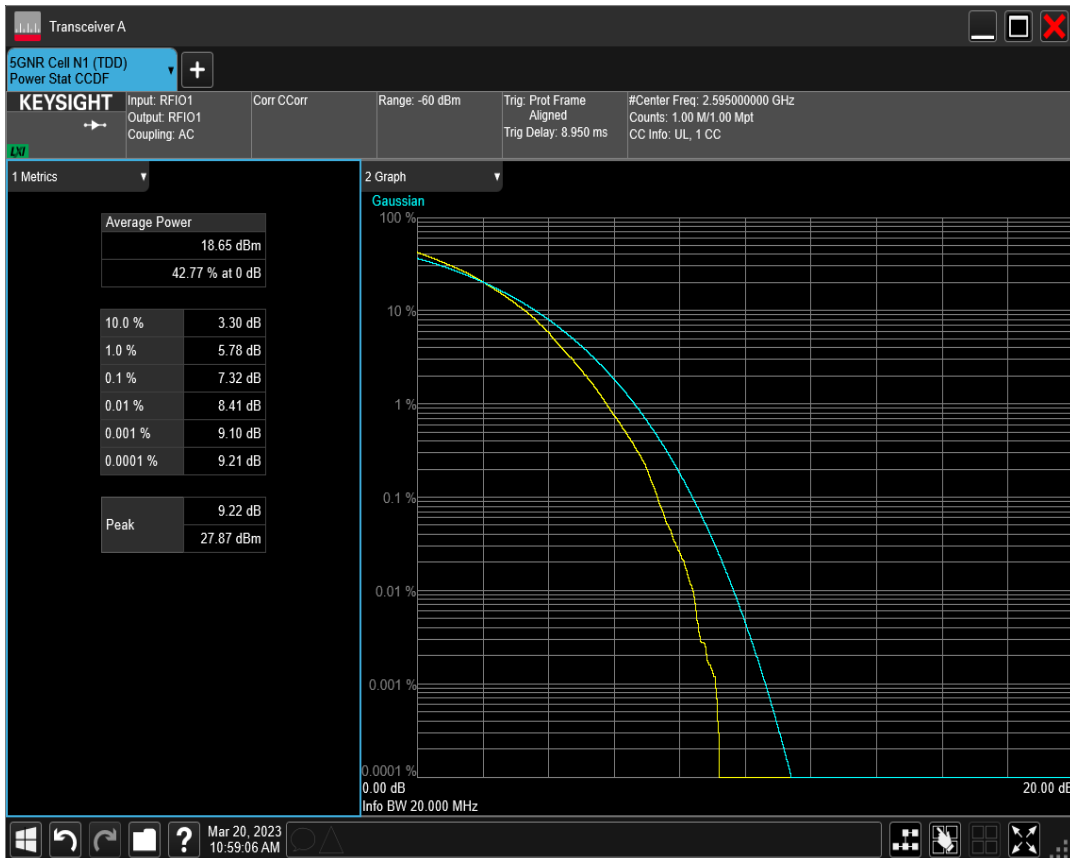 Transceiver A
5GNR Cell N1 (TDD)
Power Stat CCDF
+
KEYSIGHT
LXI
Input: RFIO1
Output: RFIO1
Coupling: AC
Corr CCorr
Range: -60 dBm
Trig: Prot Frame
Aligned
Trig Delay: 8.950 ms
#Center Freq: 2.595000000 GHz
Counts: 1.00 M/1.00 Mpt
CC Info: UL, 1 CC
1 Metrics
Average Power
18.65 dBm
42.77 % at 0 dB
10.0 % 3.30 dB
1.0 % 5.78 dB
0.1 % 7.32 dB
0.01 % 8.41 dB
0.001 % 9.10 dB
0.0001 % 9.21 dB
Peak
9.22 dB
27.87 dBm
2 Graph
Gaussian
100 %
10 %
1 %
0.1 %
0.01 %
0.001 %
0.0001 %
0.00 dB
20.00 dB
Info BW 20.000 MHz
?
Mar 20, 2023
10:59:06 AM